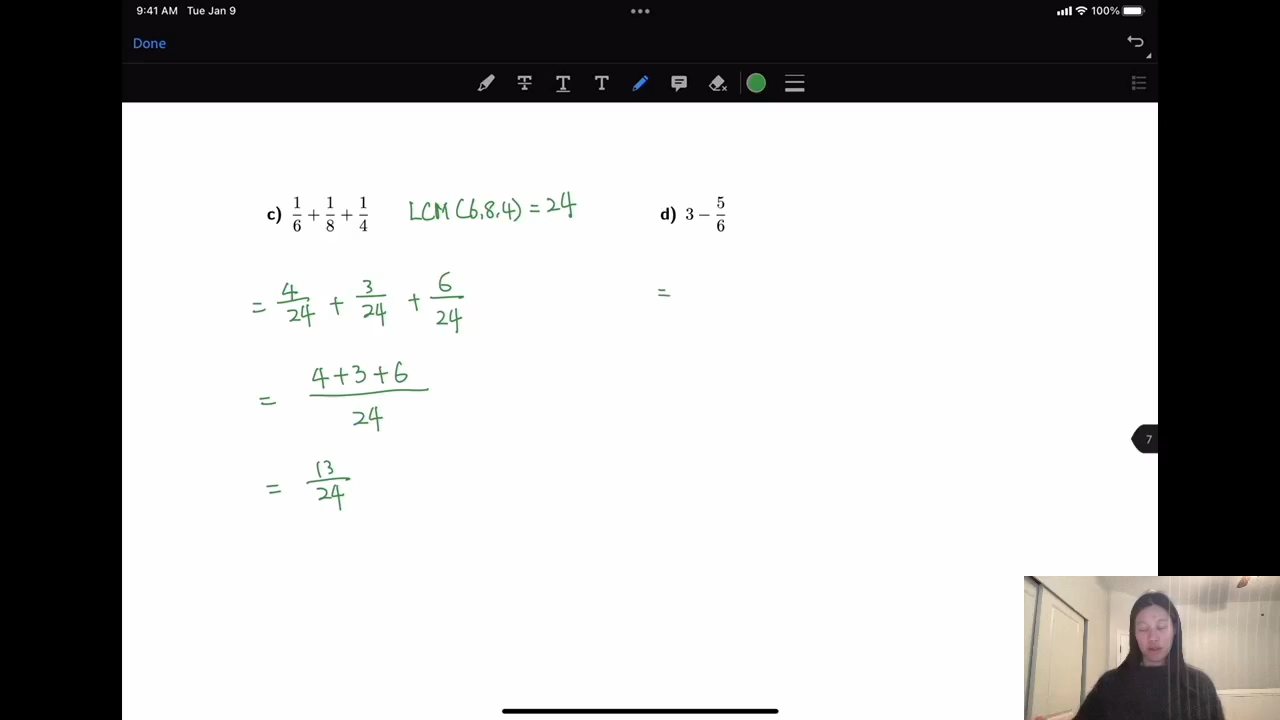 9:41 AM Tue Jan 9
100%
Done
T T T
c) 1/6 + 1/8 + 1/4 LCM (6,8,4) = 24
d) 3 − 5/6
= 4/24 + 3/24 + 6/24
=
= 4+3+6/24
= 13/24
7